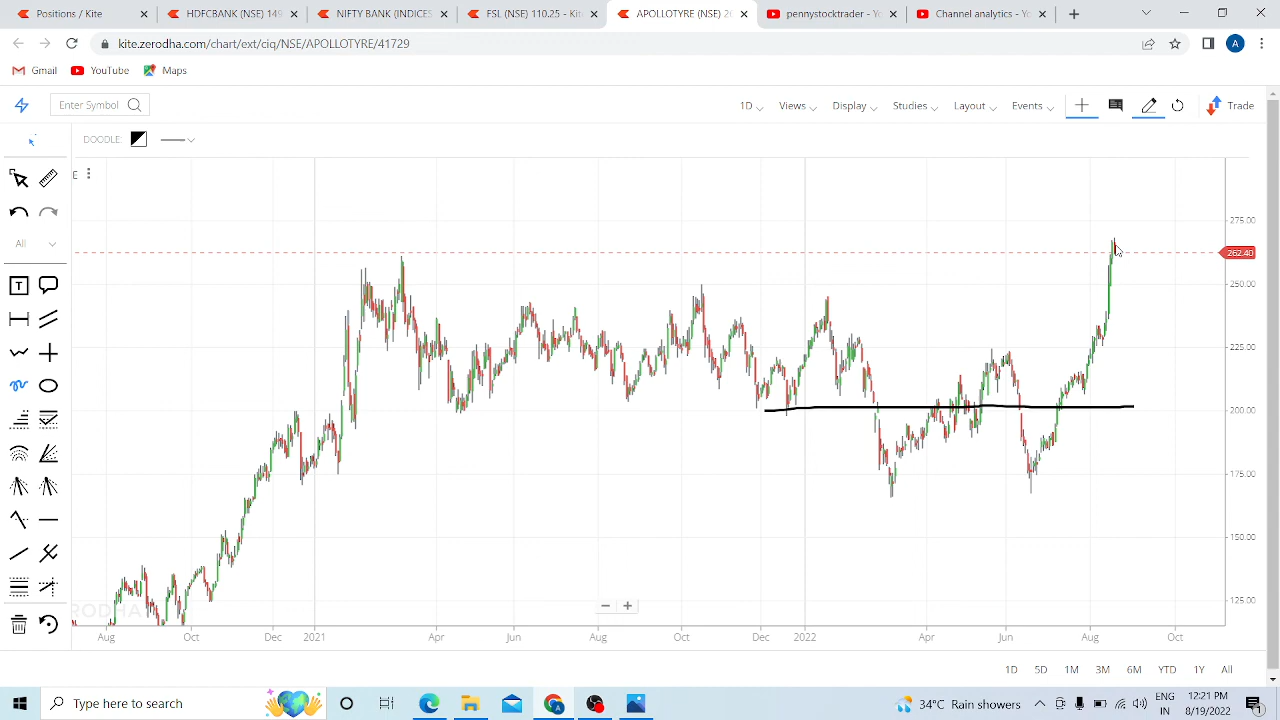 Positions / I
HDFCBANK (NSE) 149
NIFTY BANK (INDICES
FSL (NSE) 110.25 - Kite
APOLLOTYRE (NSE) 2
pennystocktrader - Yo
Channel analytics - Yo
kite.zerodha.com/chart/ext/ciq/NSE/APOLLOTYRE/41729
A
Gmail YouTube Maps
Enter Symbol 1D Views Display Studies Layout Events Trade
DOODLE:
E
All
T
275.00
262.40
250.00
225.00
200.00
175.00
150.00
125.00
RODHA
Aug Oct Dec 2021 Apr Jun Aug Oct Dec 2022 Apr Jun Aug Oct
1D 5D 1M 3M 6M YTD 1Y All
Type here to search
34°C Rain showers
ENG
IN
12:21 PM
8/19/2022